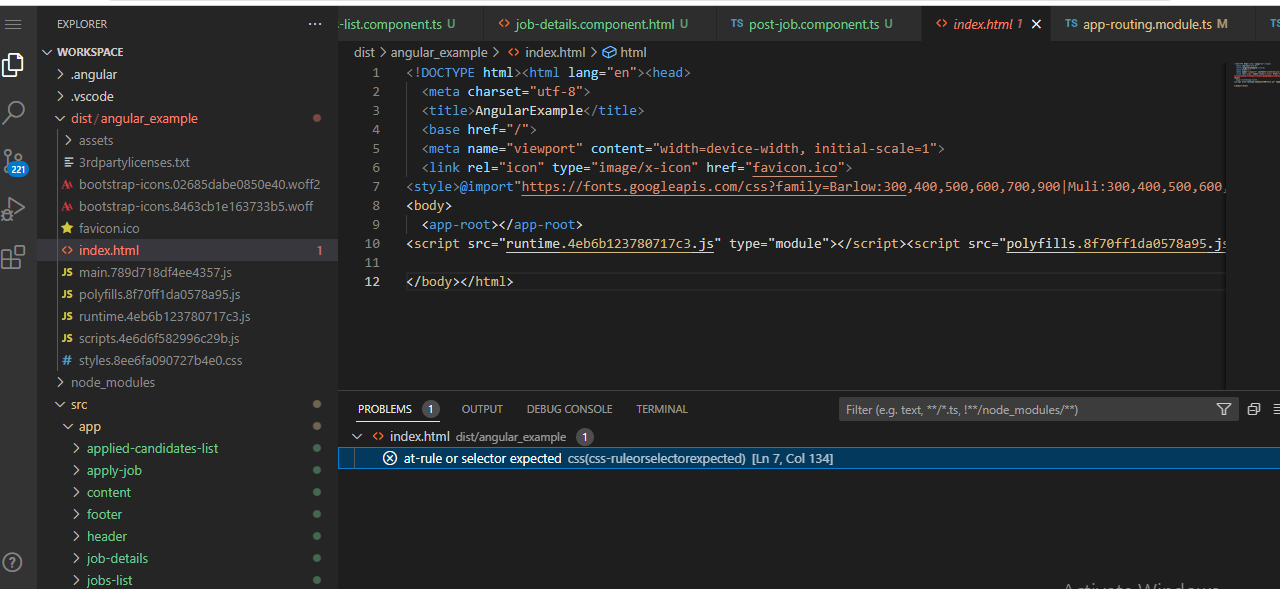 EXPLORER
-list.component.ts U
job-details.component.html U
TS post-job.component.ts U
index.html 1
TS app-routing.module.ts M
TS
WORKSPACE
.angular
.vscode
dist / angular_example
assets
3rdpartylicenses.txt
bootstrap-icons.02685dabe0850e40.woff2
bootstrap-icons.8463cb1e163733b5.woff
favicon.ico
index.html 1
JS main.789d718df4ee4357.js
JS polyfills.8f70ff1da0578a95.js
JS runtime.4eb6b123780717c3.js
JS scripts.4e6d6f582996c29b.js
# styles.8ee6fa090727b4e0.css
node_modules
src
app
applied-candidates-list
apply-job
content
footer
header
job-details
jobs-list
221
dist > angular_example > index.html > html
1 <!DOCTYPE html><html lang="en"><head>
2 <meta charset="utf-8">
3 <title>AngularExample</title>
4 <base href="/">
5 <meta name="viewport" content="width=device-width, initial-scale=1">
6 <link rel="icon" type="image/x-icon" href="favicon.ico">
7 <style>@import"https://fonts.googleapis.com/css?family=Barlow:300,400,500,600,700,900|Muli:300,400,500,600,
8 <body>
9 <app-root></app-root>
10 <script src="runtime.4eb6b123780717c3.js" type="module"></script><script src="polyfills.8f70ff1da0578a95.js
11
12 </body></html>
PROBLEMS 1 OUTPUT DEBUG CONSOLE TERMINAL
Filter (e.g. text, **/*.ts, !**/node_modules/**)
index.html dist/angular_example 1
at-rule or selector expected css(css-ruleorselectorexpected) [Ln 7, Col 134]
Activate Windows